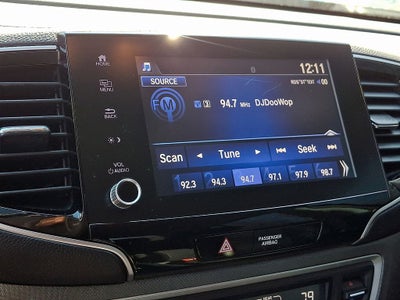 12:11
HOME
SOURCE
MENU
FM
94.7 MHz DJDooWop
BACK
Scan Tune Seek
VOL
AUDIO
92.3 94.3 94.7 97.1 97.9 98.7
PASSENGER
AIRBAG
79